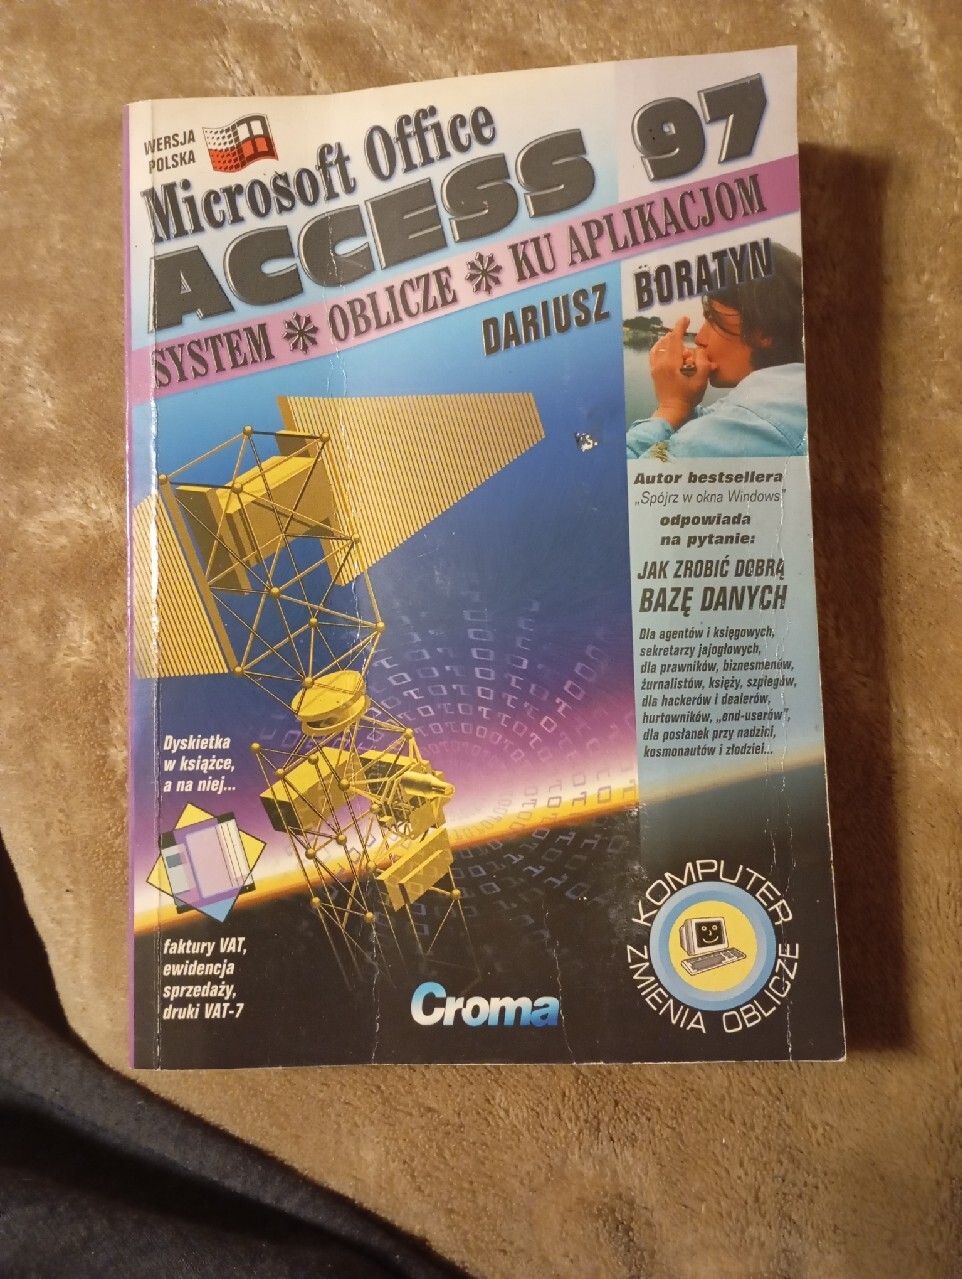 WERSJA
POLSKA
Microsoft Office
ACCESS 97
SYSTEM * OBLICZE * KU APLIKACJOM
DARIUSZ BORATYN
Autor bestsellera
„Spójrz w okna Windows”
odpowiada
na pytanie:
JAK ZROBIĆ DOBRĄ
BAZĘ DANYCH
Dla agentów i księgowych,
sekretarzy jajogłowych,
dla prawników, biznesmenów,
żurnalistów, księży, szpiegów,
dla hackerów i dealerów,
hurtowników, „end-userów”,
dla posłanek przy nadziei,
kosmonautów i złodziei...
Dyskietka
w książce,
a na niej...
faktury VAT,
ewidencja
sprzedaży,
druki VAT-7
Croma
KOMPUTER
ZMIENIA OBLICZE